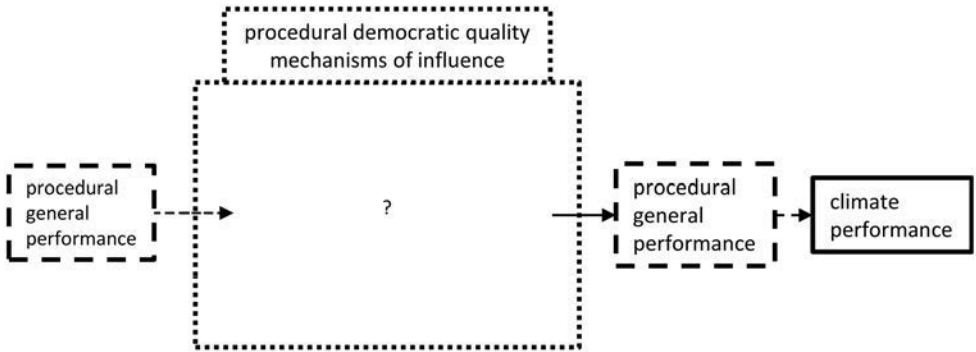 procedural democratic quality
mechanisms of influence
procedural
general
performance
?
procedural
general
performance
climate
performance